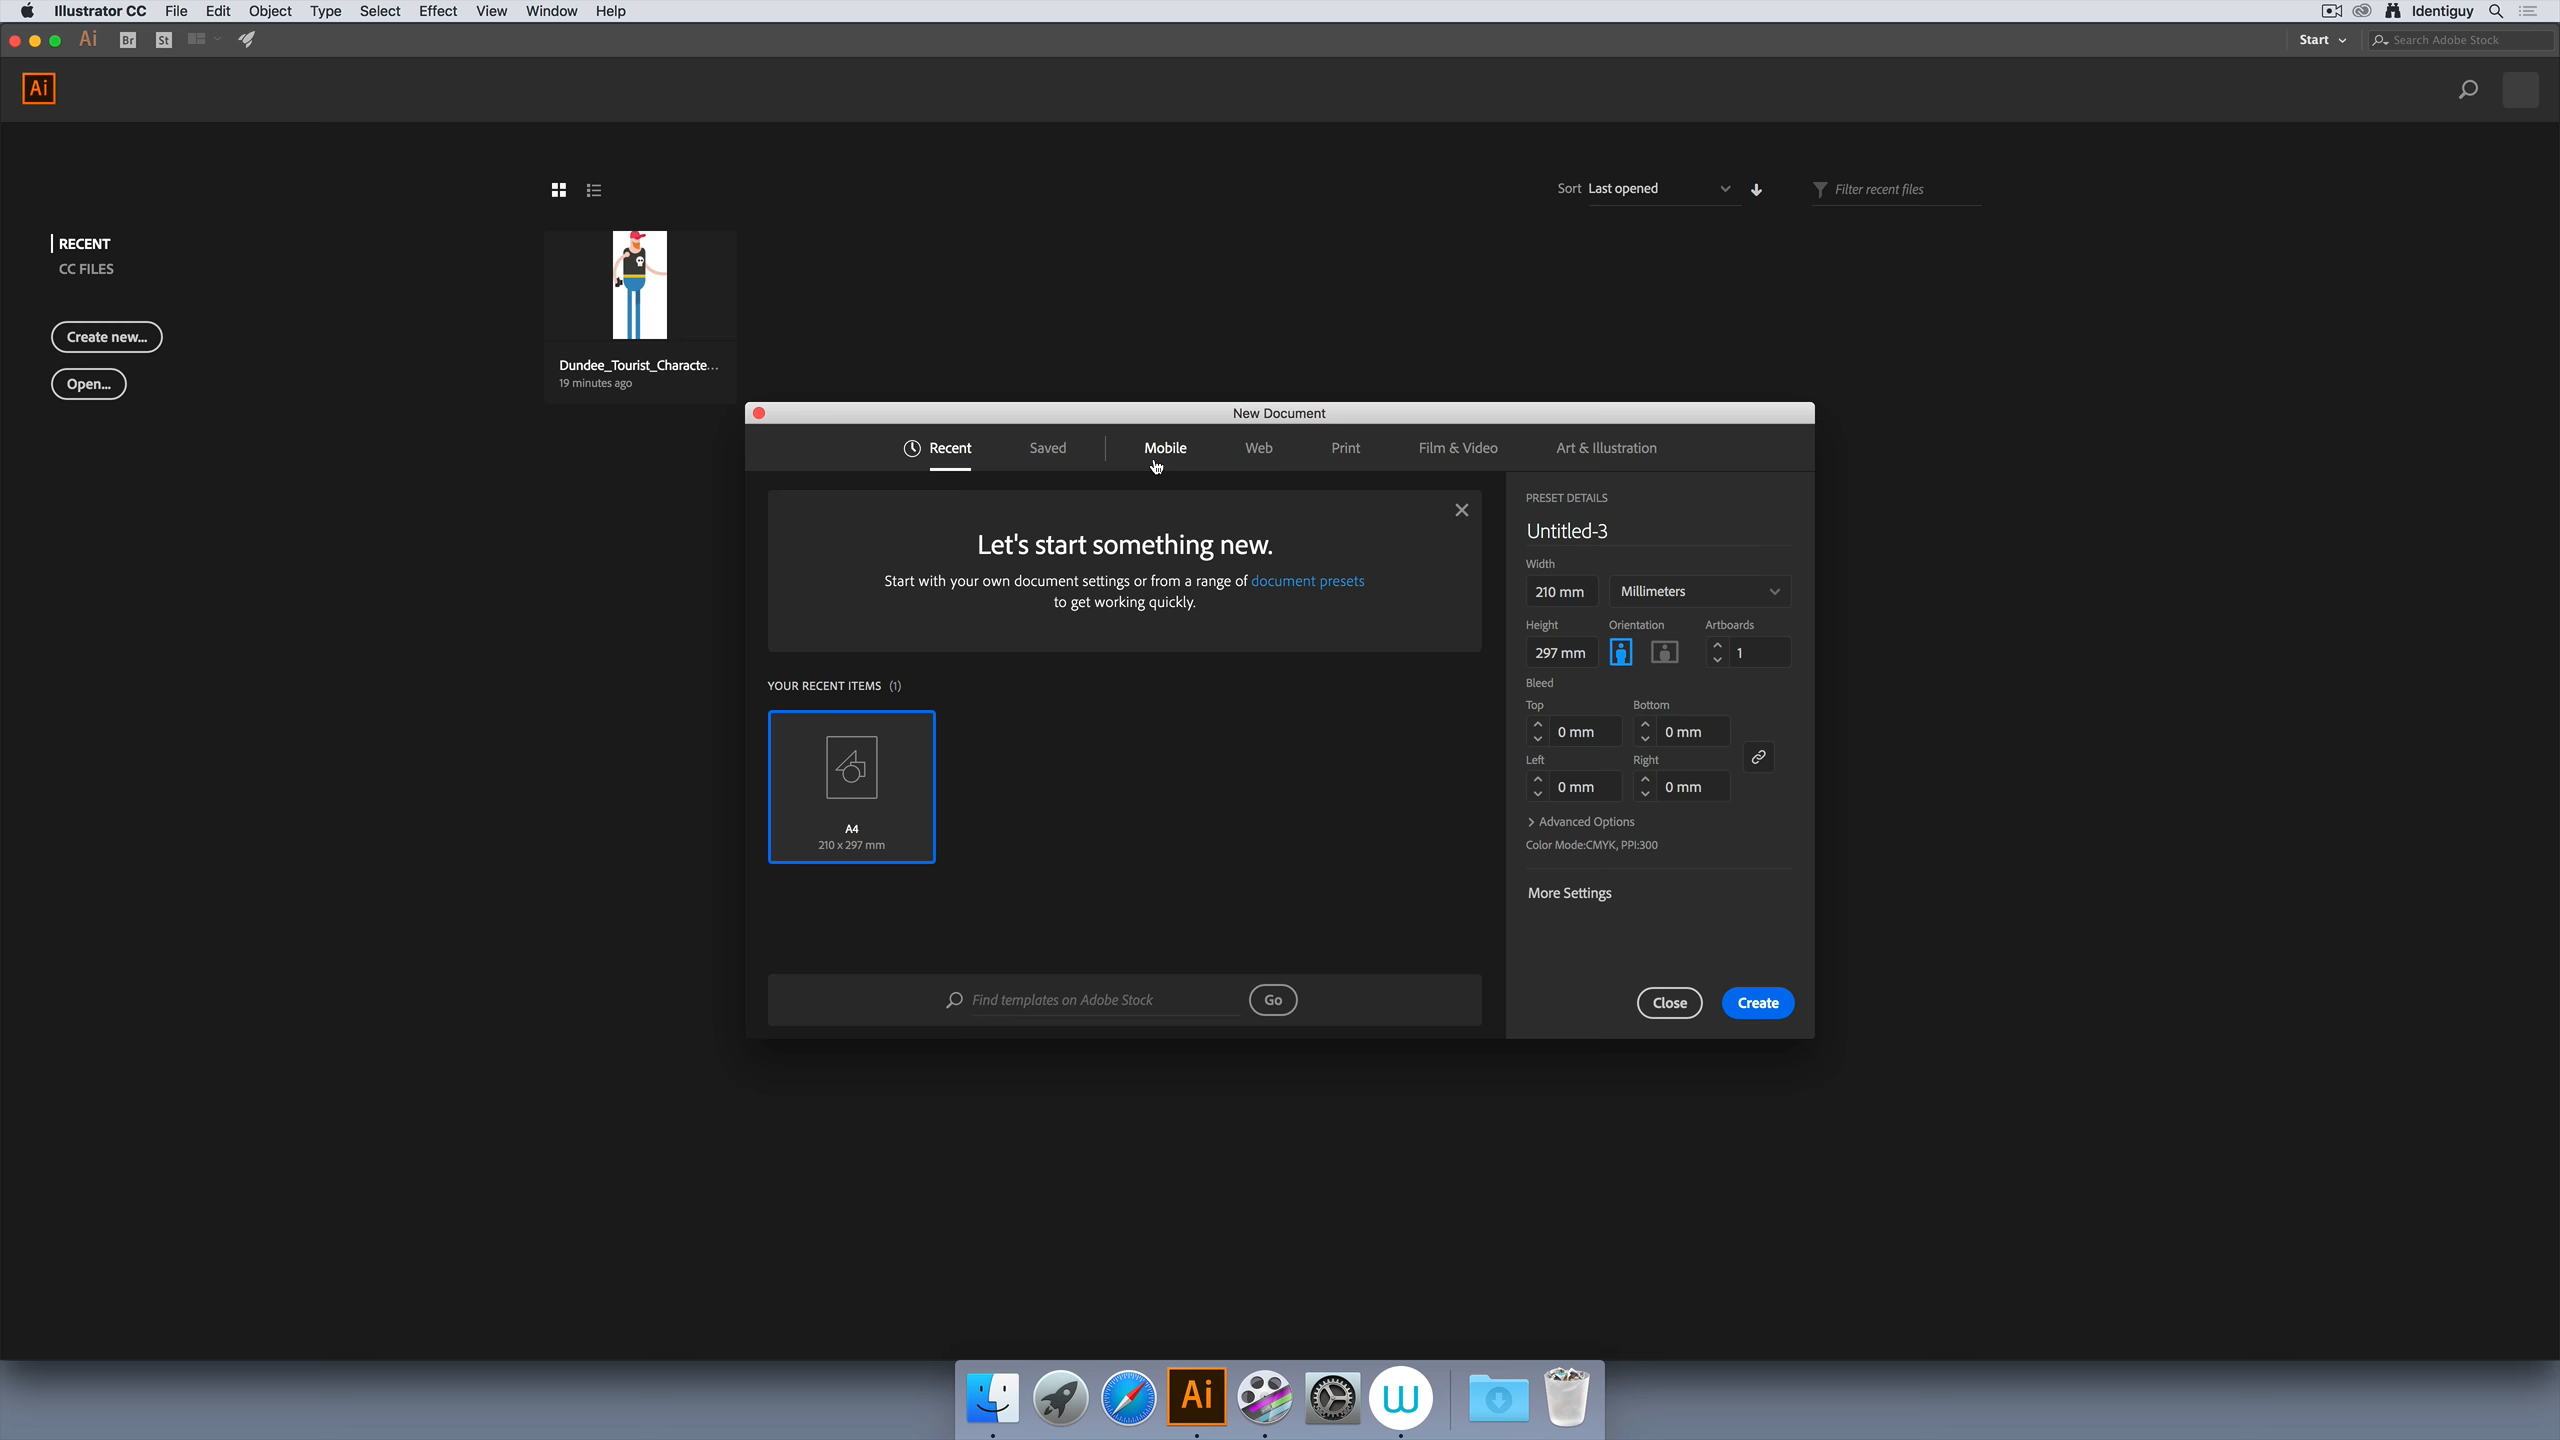 Illustrator CC File Edit Object Type Select Effect View Window Help Identiguy
Ai Br St Start Search Adobe Stock
Ai
Sort Last opened Filter recent files
RECENT
CC FILES
Create new...
Open...
Dundee_Tourist_Characte...
19 minutes ago
New Document
Recent Saved Mobile Web Print Film & Video Art & Illustration
Let's start something new.
Start with your own document settings or from a range of document presets
to get working quickly.
YOUR RECENT ITEMS (1)
A4
210 x 297 mm
Find templates on Adobe Stock Go
PRESET DETAILS
Untitled-3
Width
210 mm Millimeters
Height Orientation Artboards
297 mm 1
Bleed
Top Bottom
0 mm 0 mm
Left Right
0 mm 0 mm
> Advanced Options
Color Mode:CMYK, PPI:300
More Settings
Close Create
Ai